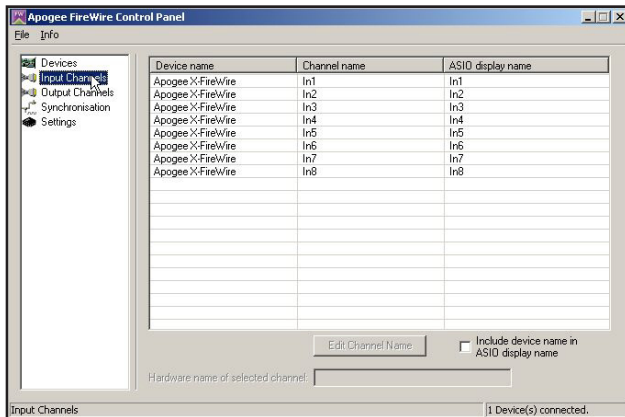 Apogee FireWire Control Panel
File Info
Devices
Input Channels
Output Channels
Synchronisation
Settings
Device name Channel name ASIO display name
Apogee X-FireWire In1 In1
Apogee X-FireWire In2 In2
Apogee X-FireWire In3 In3
Apogee X-FireWire In4 In4
Apogee X-FireWire In5 In5
Apogee X-FireWire In6 In6
Apogee X-FireWire In7 In7
Apogee X-FireWire In8 In8
Edit Channel Name
Include device name in
ASIO display name
Hardware name of selected channel:
Input Channels
1 Device(s) connected.